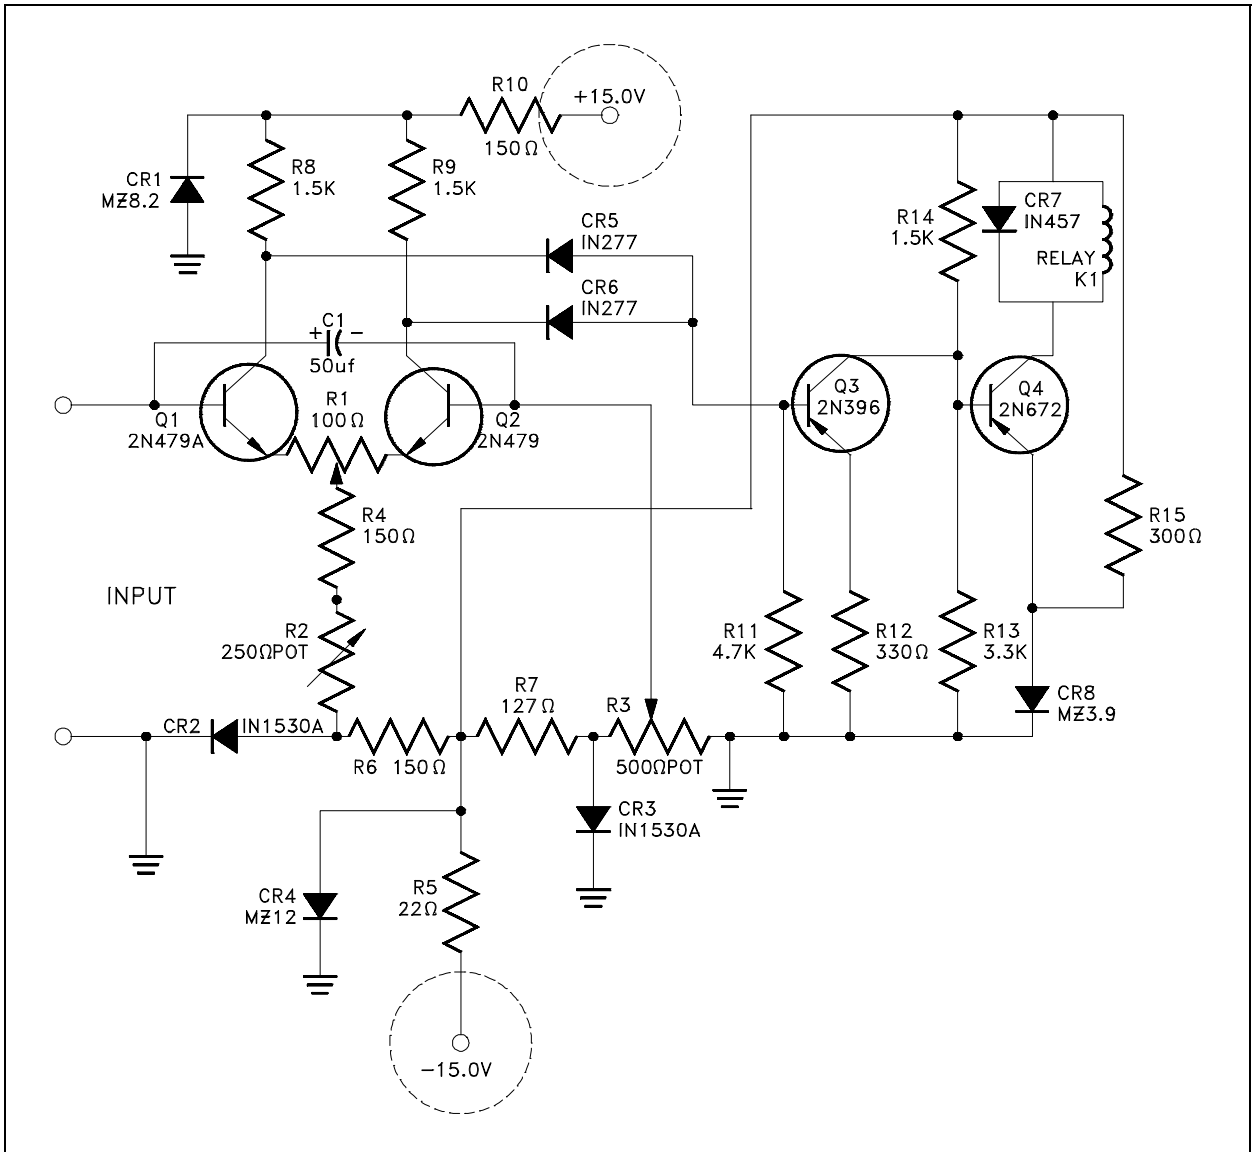 R10
+15.0V
150Ω
R8
1.5K
R9
1.5K
CR1
MZ8.2
CR5
IN277
CR6
IN277
R14
1.5K
CR7
IN457
RELAY
K1
+ C1 −
50uf
R1
100Ω
Q1
2N479A
Q2
2N479
Q3
2N396
Q4
2N672
R4
150Ω
R15
300Ω
INPUT
R2
250ΩPOT
R11
4.7K
R12
330Ω
R13
3.3K
CR2
IN1530A
R7
127Ω
R3
500ΩPOT
CR8
MZ3.9
R6 150Ω
CR3
IN1530A
CR4
MZ12
R5
22Ω
−15.0V